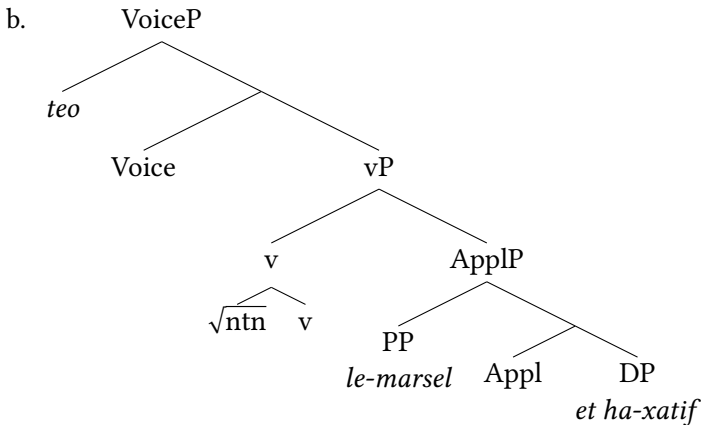 b. VoiceP
teo
Voice vP
v ApplP
√ntn v
PP
le-marsel Appl DP
et ha-xatif